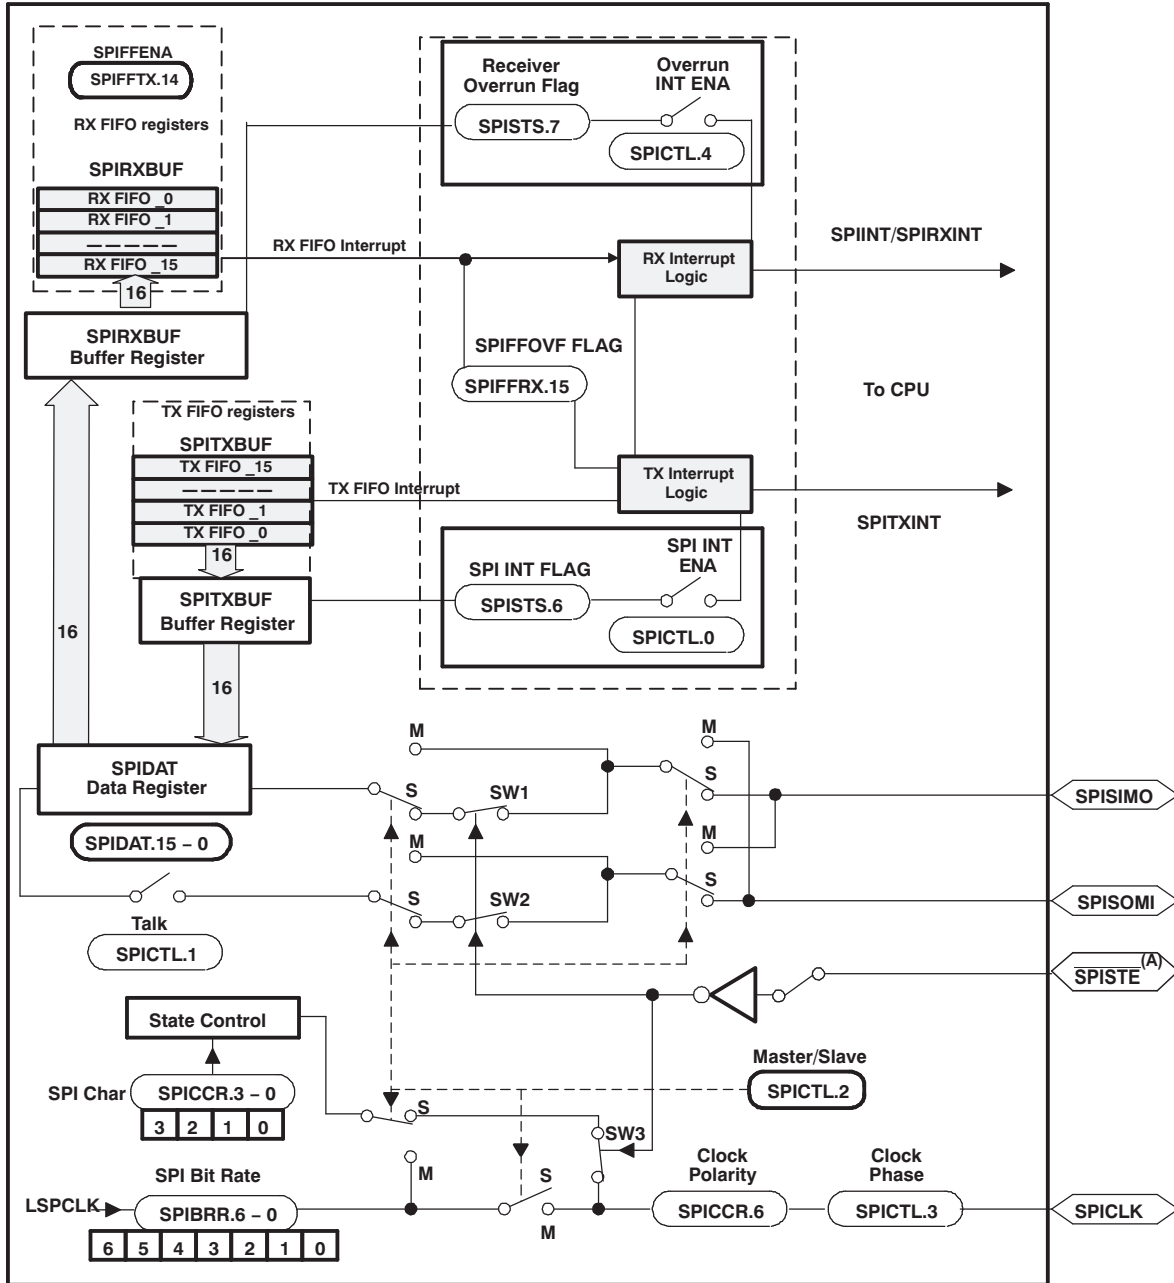 SPIFFENA
SPIFFTX.14
RX FIFO registers
SPIRXBUF
RX FIFO _0
RX FIFO _1
– – – – –
RX FIFO _15
16
SPIRXBUF
Buffer Register
Receiver
Overrun Flag
SPISTS.7
Overrun
INT ENA
SPICTL.4
RX FIFO Interrupt
RX Interrupt
Logic
SPIINT/SPIRXINT
SPIFFOVF FLAG
SPIFFRX.15
To CPU
TX FIFO registers
SPITXBUF
TX FIFO _15
– – – – –
TX FIFO _1
TX FIFO _0
16
TX FIFO Interrupt
TX Interrupt
Logic
SPITXINT
SPI INT FLAG
SPISTS.6
SPI INT
ENA
SPICTL.0
SPITXBUF
Buffer Register
16
16
SPIDAT
Data Register
SPIDAT.15 – 0
M
S
SW1
M
S
SPISIMO
M
S
SW2
M
S
SPISOMI
Talk
SPICTL.1
SPISTE (A)
State Control
Master/Slave
SPICTL.2
SPI Char
SPICCR.3 – 0
3 2 1 0
S
M
SW3
SPI Bit Rate
LSPCLK
SPIBRR.6 – 0
6 5 4 3 2 1 0
S
M
Clock
Polarity
SPICCR.6
Clock
Phase
SPICTL.3
SPICLK